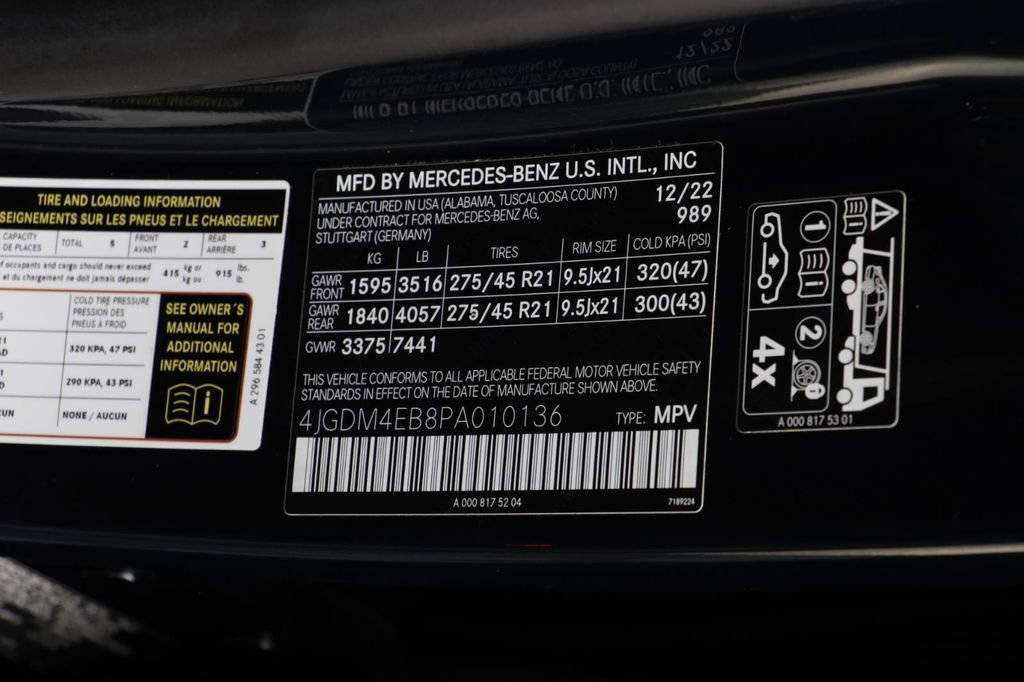 TIRE AND LOADING INFORMATION
SEIGNEMENTS SUR LES PNEUS ET LE CHARGEMENT
CAPACITY TOTAL 5 FRONT 2 REAR 3
DE PLACES AVANT ARRIÈRE
of occupants and cargo should never exceed 415 kg or 915 lbs.
et du chargement ne doit jamais dépasser kg ou lb.
COLD TIRE PRESSURE
PRESSION DES
PNEUS À FROID
320 KPA, 47 PSI
290 KPA, 43 PSI
NONE / AUCUN
SEE OWNER´S
MANUAL FOR
ADDITIONAL
INFORMATION
A 296 584 43 01
MFD BY MERCEDES-BENZ U.S. INTL., INC
MANUFACTURED IN USA (ALABAMA, TUSCALOOSA COUNTY) 12/22
UNDER CONTRACT FOR MERCEDES-BENZ AG, 989
STUTTGART (GERMANY)
KG LB TIRES RIM SIZE COLD KPA (PSI)
GAWR FRONT 1595 3516 275/45 R21 9.5Jx21 320(47)
GAWR REAR 1840 4057 275/45 R21 9.5Jx21 300(43)
GVWR 3375 7441
THIS VEHICLE CONFORMS TO ALL APPLICABLE FEDERAL MOTOR VEHICLE SAFETY
STANDARDS IN EFFECT ON THE DATE OF MANUFACTURE SHOWN ABOVE.
4JGDM4EB8PA010136 TYPE: MPV
A 000 817 52 04 7189224
1
2
4x
A 000 817 53 01